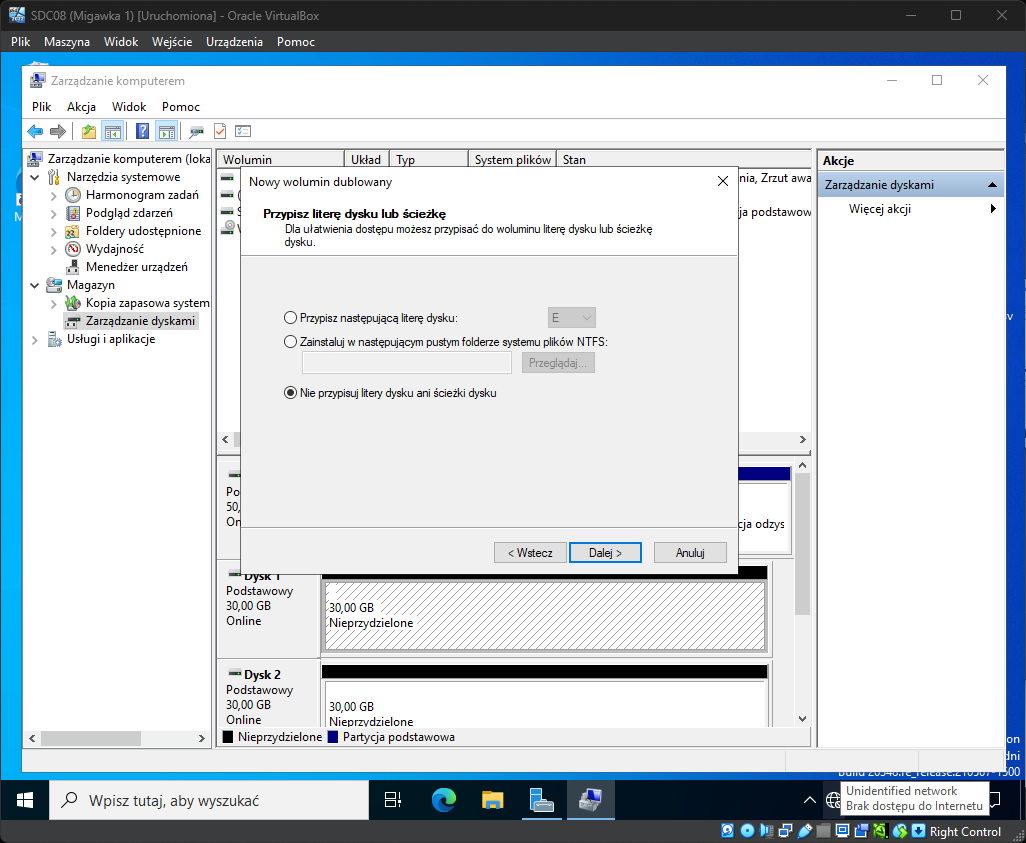 SDC08 (Migawka 1) [Uruchomiona] - Oracle VirtualBox
Plik Maszyna Widok Wejście Urządzenia Pomoc
Zarządzanie komputerem
Plik Akcja Widok Pomoc
Zarządzanie komputerem (loka
Narzędzia systemowe
Harmonogram zadań
Podgląd zdarzeń
Foldery udostępnione
Wydajność
Menedżer urządzeń
Magazyn
Kopia zapasowa system
Zarządzanie dyskami
Usługi i aplikacje
Wolumin Układ Typ System plików Stan
nia, Zrzut awa
ja podstawow
Nowy wolumin dublowany
Przypisz literę dysku lub ścieżkę
Dla ułatwienia dostępu możesz przypisać do woluminu literę dysku lub ścieżkę
dysku.
Przypisz następującą literę dysku:
E
Zainstaluj w następującym pustym folderze systemu plików NTFS:
Przeglądaj...
Nie przypisuj litery dysku ani ścieżki dysku
< Wstecz Dalej > Anuluj
Po
50,
On
cja odzys
Dysk 1
Podstawowy
30,00 GB
Online
30,00 GB
Nieprzydzielone
Dysk 2
Podstawowy
30,00 GB
Online
30,00 GB
Nieprzydzielone
Nieprzydzielone Partycja podstawowa
Akcje
Zarządzanie dyskami
Więcej akcji
Wpisz tutaj, aby wyszukać
Unidentified network
Brak dostępu do Internetu
Right Control